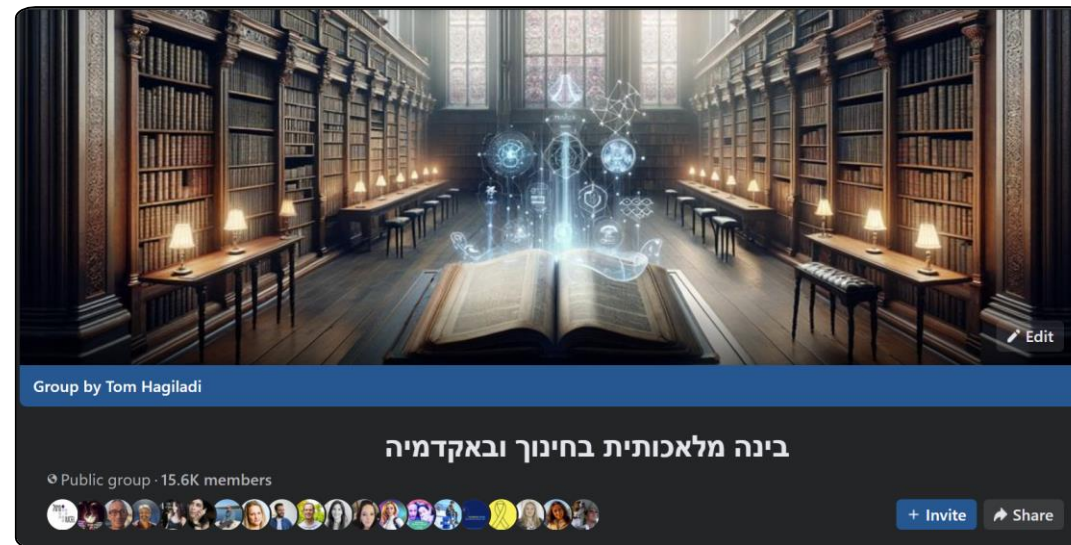 Edit
Group by Tom Hagiladi
בינה מלאכותית בחינוך ובאקדמיה
Public group · 15.6K members
+ Invite
Share